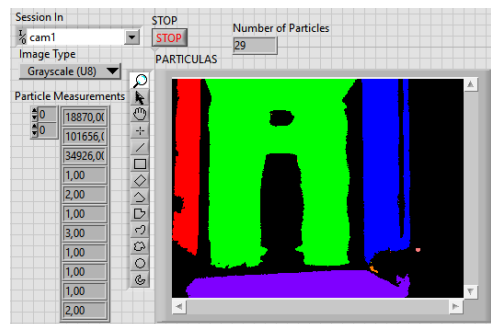 Session In
cam1
Image Type
Grayscale (U8)
Particle Measurements
0
0
18870,0(
101656,(
34926,0(
1,00
2,00
1,00
3,00
1,00
1,00
1,00
2,00
STOP
STOP
Number of Particles
29
PARTICULAS